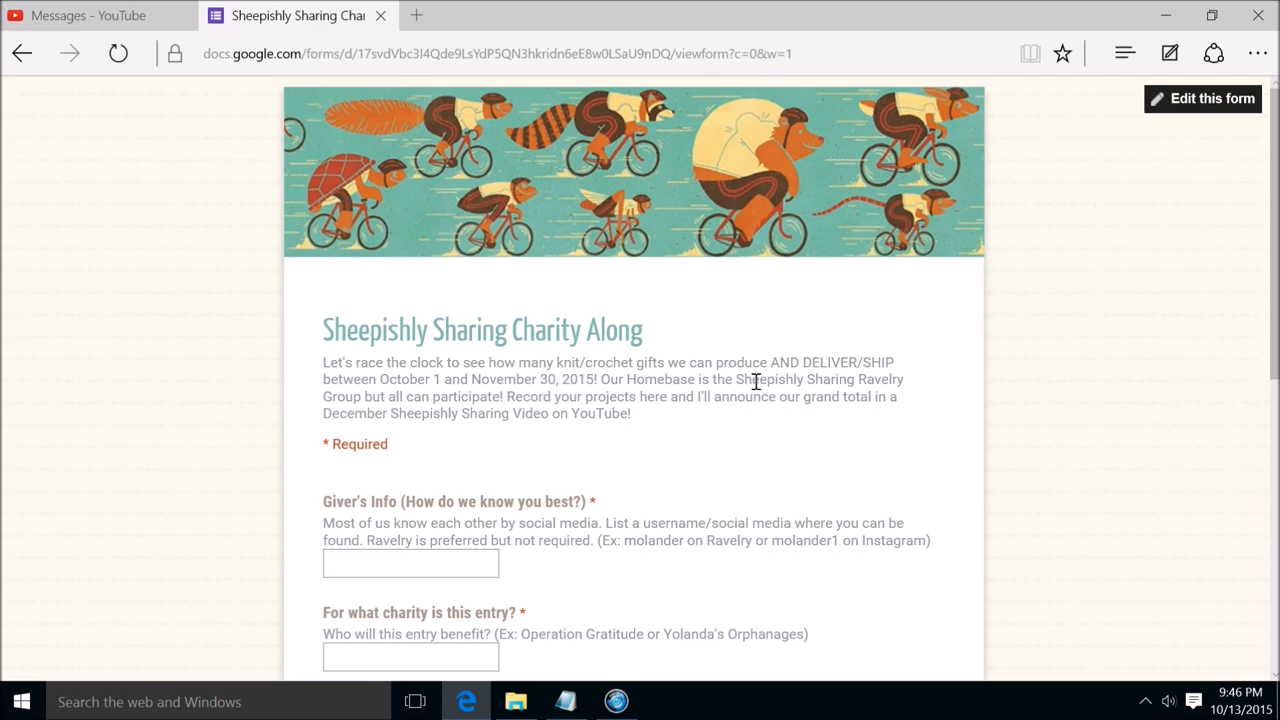 Messages - YouTube
Sheepishly Sharing Char
docs.google.com/forms/d/17svdVbc3I4Qde9LsYdP5QN3hkridn6eE8w0LSaU9nDQ/viewform?c=0&w=1
Edit this form
Sheepishly Sharing Charity Along
Let's race the clock to see how many knit/crochet gifts we can produce AND DELIVER/SHIP
between October 1 and November 30, 2015! Our Homebase is the Sheepishly Sharing Ravelry
Group but all can participate! Record your projects here and I'll announce our grand total in a
December Sheepishly Sharing Video on YouTube!
* Required
Giver's Info (How do we know you best?) *
Most of us know each other by social media. List a username/social media where you can be
found. Ravelry is preferred but not required. (Ex: molander on Ravelry or molander1 on Instagram)
For what charity is this entry? *
Who will this entry benefit? (Ex: Operation Gratitude or Yolanda's Orphanages)
Search the web and Windows
9:46 PM
10/13/2015